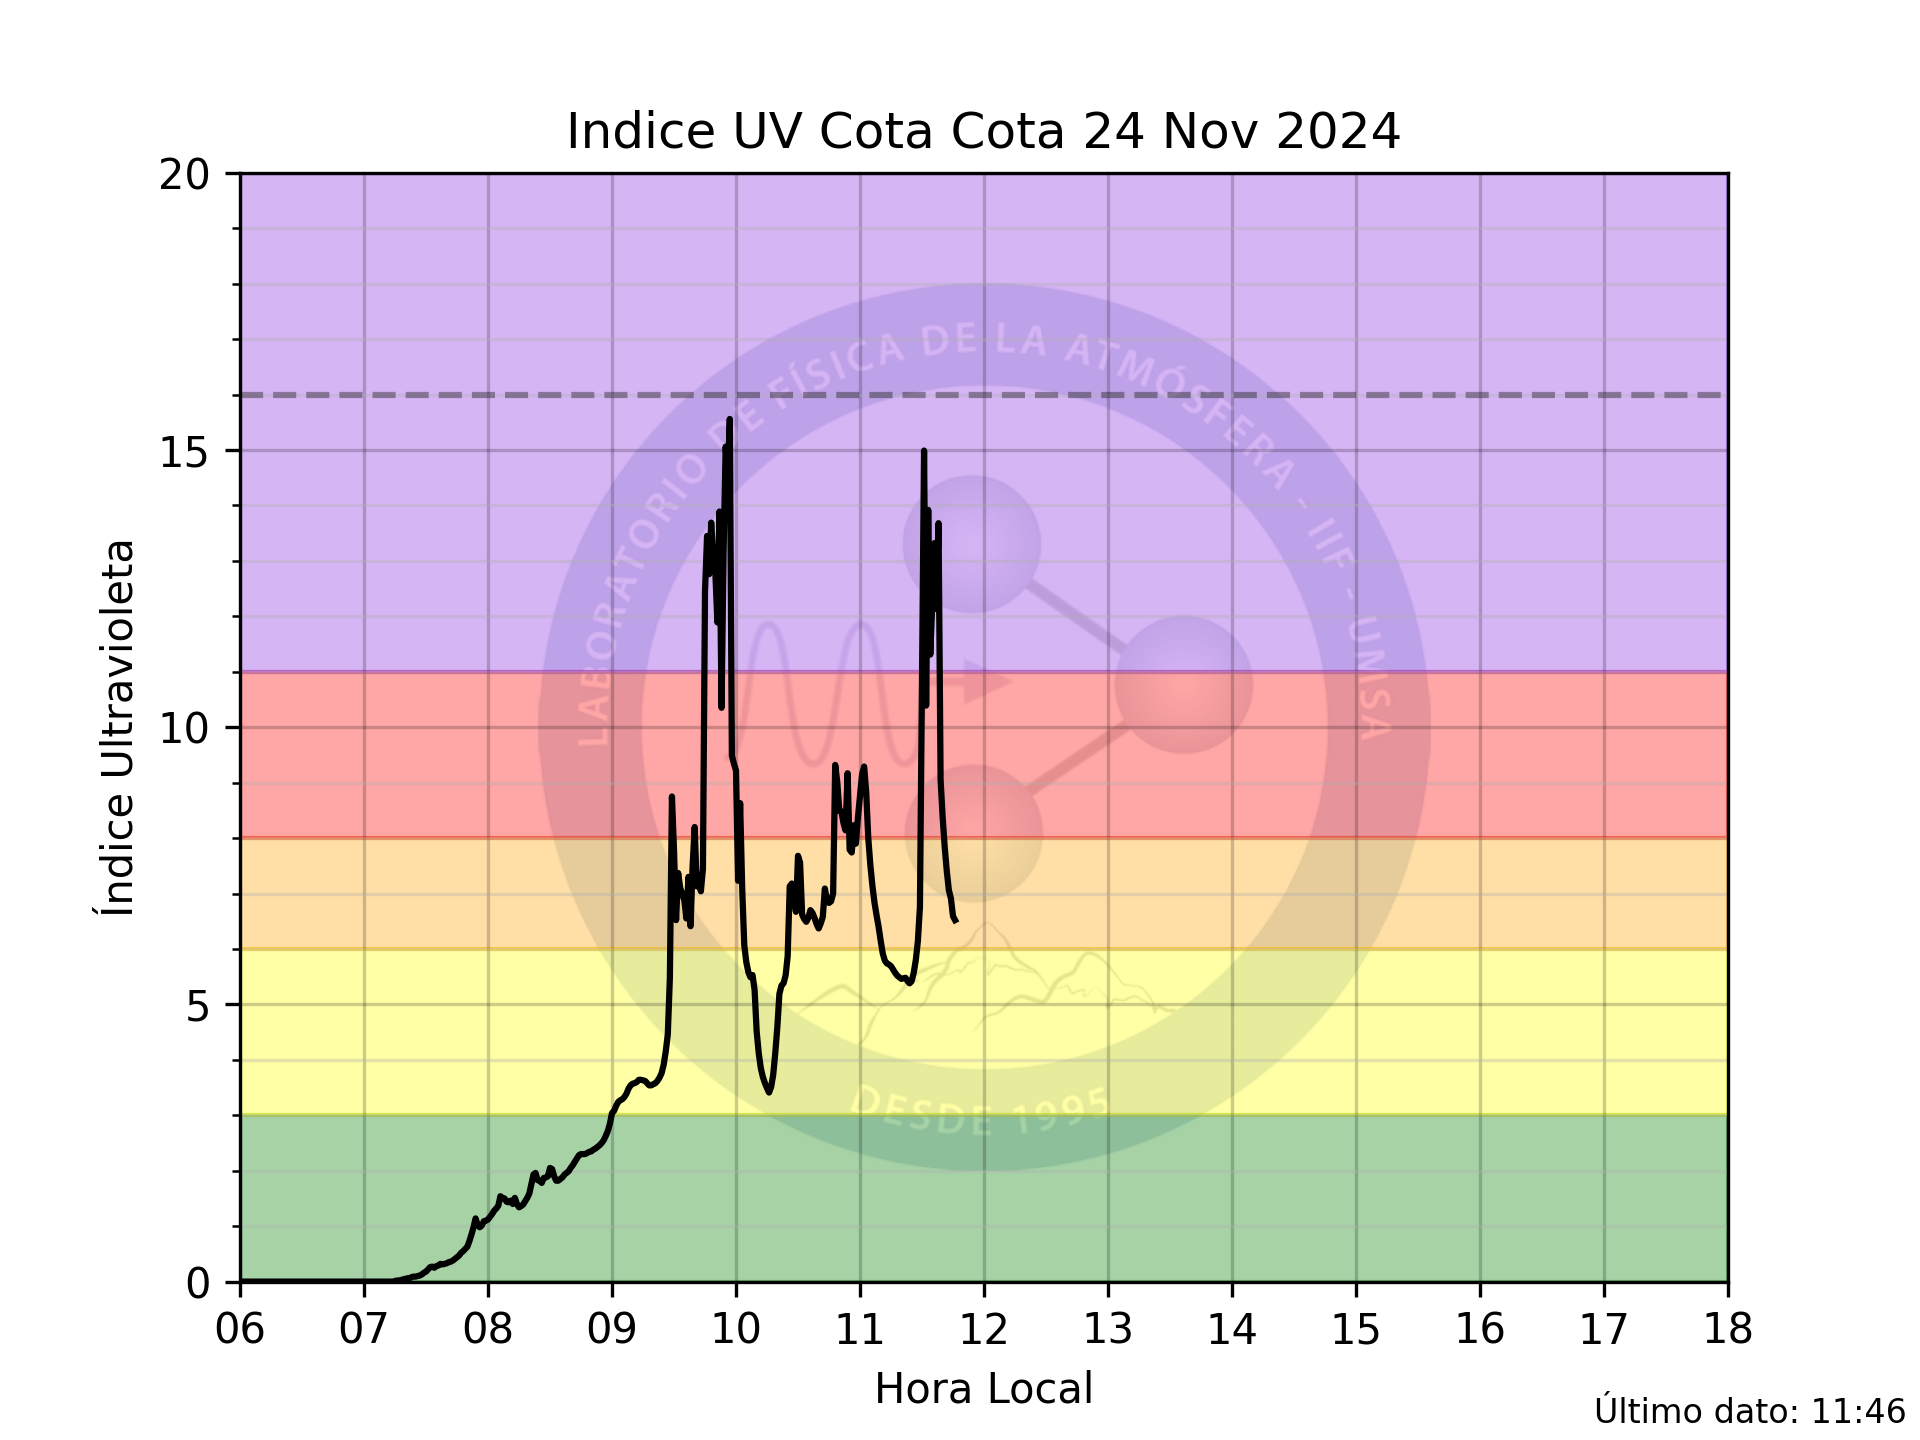 Indice UV Cota Cota 24 Nov 2024
20
15
10
5
0
Índice Ultravioleta
LABORATORIO DE FÍSICA DE LA ATMÓSFERA - IIF - UMSA
DESDE 1995
06 07 08 09 10 11 12 13 14 15 16 17 18
Hora Local
Último dato: 11:46